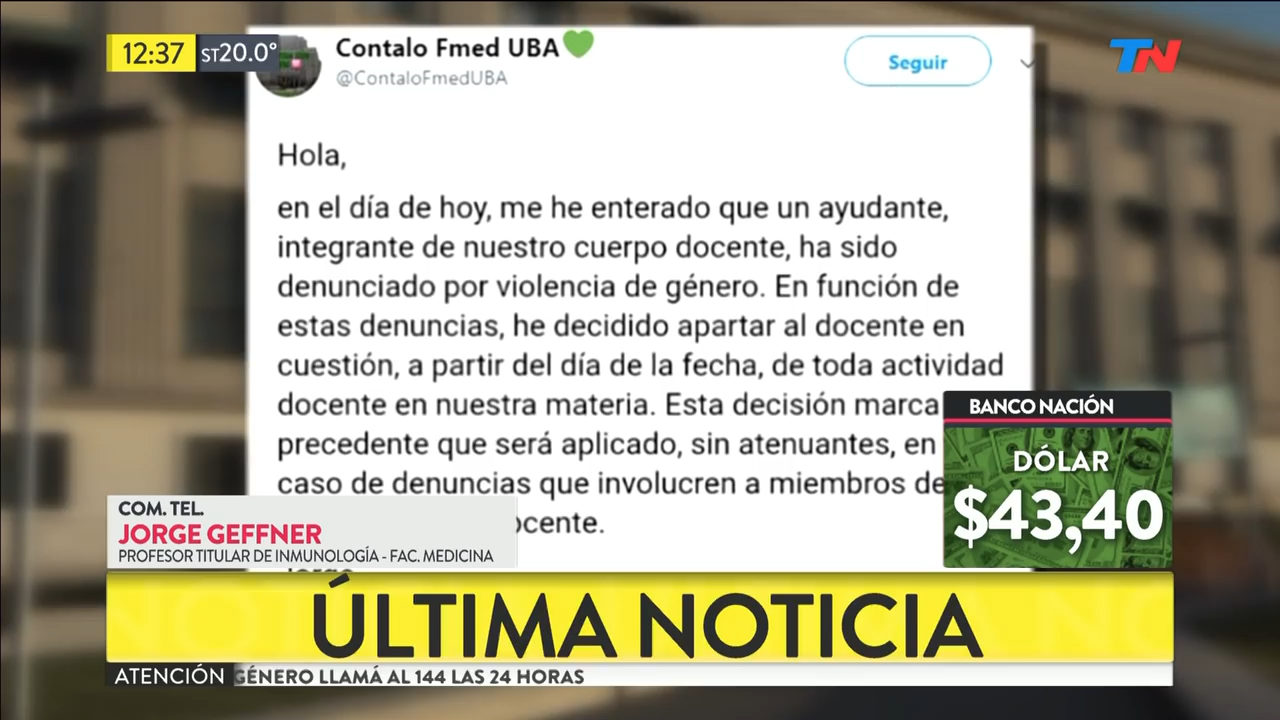 12:37
ST20.0°
TN
Contalo Fmed UBA💚
@ContaloFmedUBA
Seguir
Hola,
en el día de hoy, me he enterado que un ayudante,
integrante de nuestro cuerpo docente, ha sido
denunciado por violencia de género. En función de
estas denuncias, he decidido apartar al docente en
cuestión, a partir del día de la fecha, de toda actividad
docente en nuestra materia. Esta decisión marca
precedente que será aplicado, sin atenuantes, en
caso de denuncias que involucren a miembros de
ocente.
BANCO NACIÓN
DÓLAR
$43,40
COM. TEL.
JORGE GEFFNER
PROFESOR TITULAR DE INMUNOLOGÍA - FAC. MEDICINA
ÚLTIMA NOTICIA
ATENCIÓN
GÉNERO LLAMÁ AL 144 LAS 24 HORAS